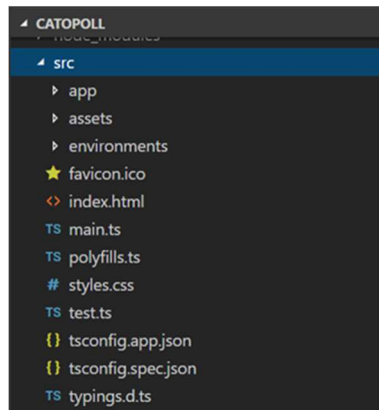 CATOPOLL
node_modules
src
app
assets
environments
favicon.ico
<> index.html
TS main.ts
TS polyfills.ts
# styles.css
TS test.ts
{} tsconfig.app.json
{} tsconfig.spec.json
TS typings.d.ts